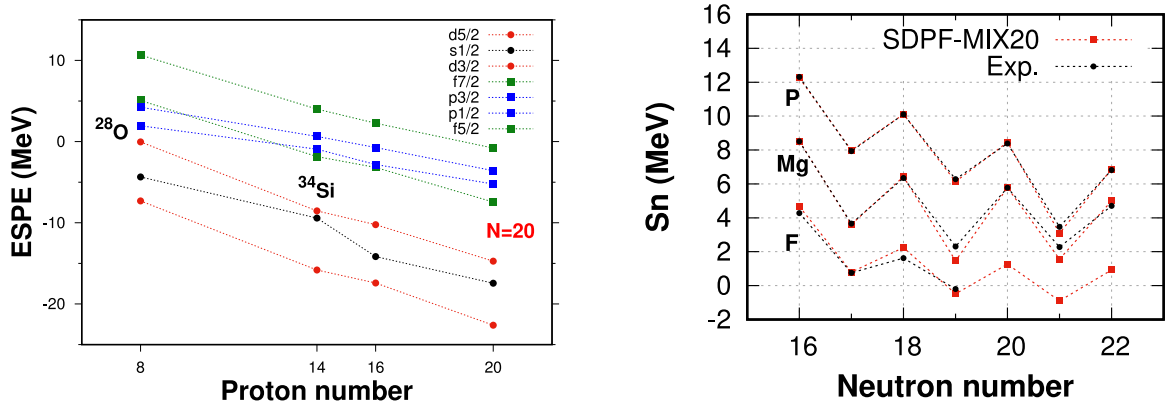 ESPE (MeV)
10
0
-10
-20
28O
34Si
N=20
d5/2
s1/2
d3/2
f7/2
p3/2
p1/2
f5/2
8
14
16
20
Proton number
Sn (MeV)
16
14
12
10
8
6
4
2
0
-2
SDPF-MIX20
Exp.
P
Mg
F
16
18
20
22
Neutron number